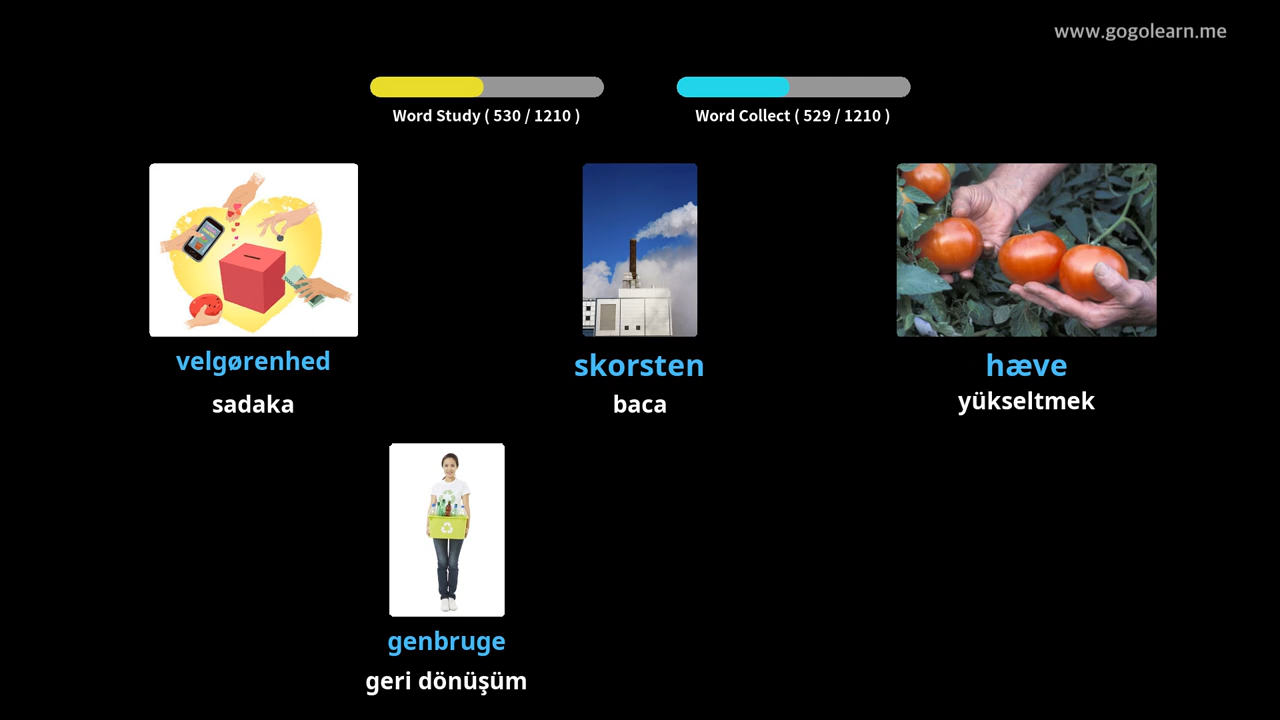 www.gogolearn.me
Word Study ( 530 / 1210 )
Word Collect ( 529 / 1210 )
velgørenhed
skorsten
hæve
sadaka
baca
yükseltmek
genbruge
geri dönüşüm